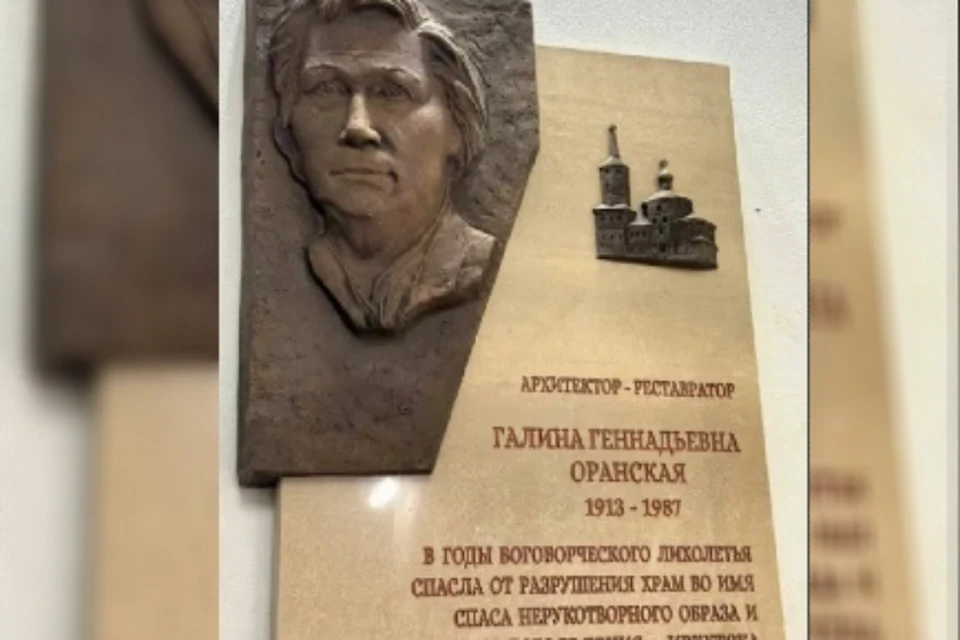 АРХИТЕКТОР - РЕСТАВРАТОР
ГАЛИНА ГЕННАДЬЕВНА
ОРАНСКАЯ
1913 - 1987
В ГОДЫ БОГОБОРЧЕСКОГО ЛИХОЛЕТЬЯ
СПАСЛА ОТ РАЗРУШЕНИЯ ХРАМ ВО ИМЯ
СПАСА НЕРУКОТВОРНОГО ОБРАЗА И